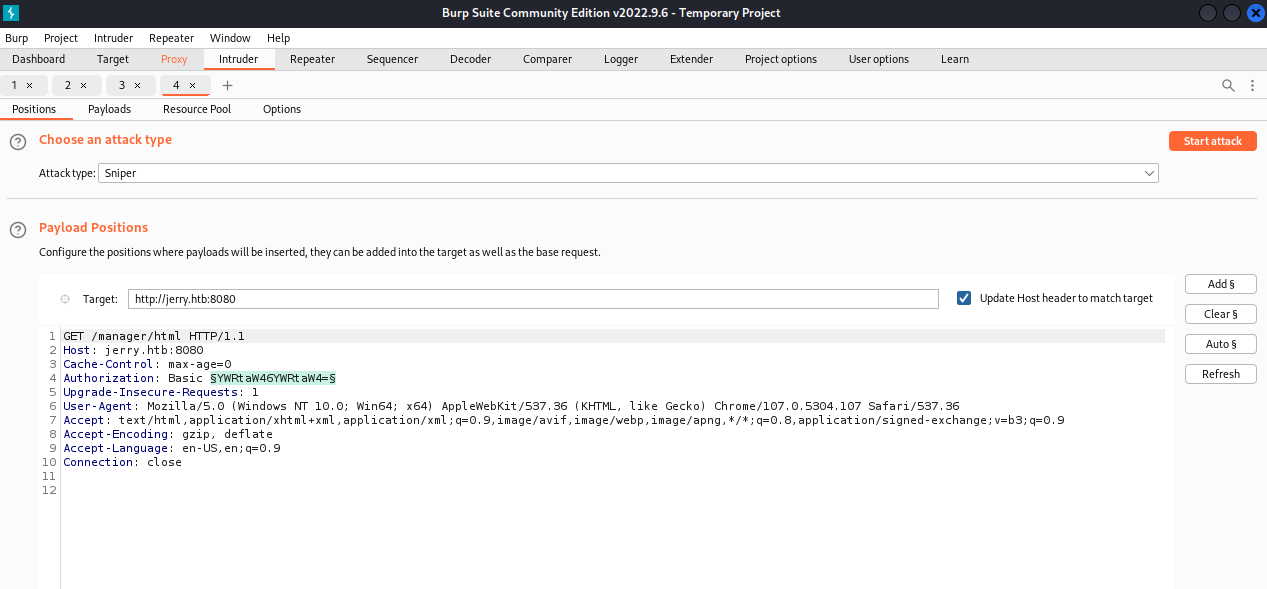 Burp Suite Community Edition v2022.9.6 - Temporary Project
Burp Project Intruder Repeater Window Help
Dashboard Target Proxy Intruder Repeater Sequencer Decoder Comparer Logger Extender Project options User options Learn
1 × 2 × 3 × 4 × +
Positions Payloads Resource Pool Options
? Choose an attack type
Start attack
Attack type: Sniper
? Payload Positions
Configure the positions where payloads will be inserted, they can be added into the target as well as the base request.
Target: http://jerry.htb:8080
Update Host header to match target
Add §
Clear §
Auto §
Refresh
1 GET /manager/html HTTP/1.1
2 Host: jerry.htb:8080
3 Cache-Control: max-age=0
4 Authorization: Basic §YWRtaW46YWRtaW4=§
5 Upgrade-Insecure-Requests: 1
6 User-Agent: Mozilla/5.0 (Windows NT 10.0; Win64; x64) AppleWebKit/537.36 (KHTML, like Gecko) Chrome/107.0.5304.107 Safari/537.36
7 Accept: text/html,application/xhtml+xml,application/xml;q=0.9,image/avif,image/webp,image/apng,*/*;q=0.8,application/signed-exchange;v=b3;q=0.9
8 Accept-Encoding: gzip, deflate
9 Accept-Language: en-US,en;q=0.9
10 Connection: close
11
12